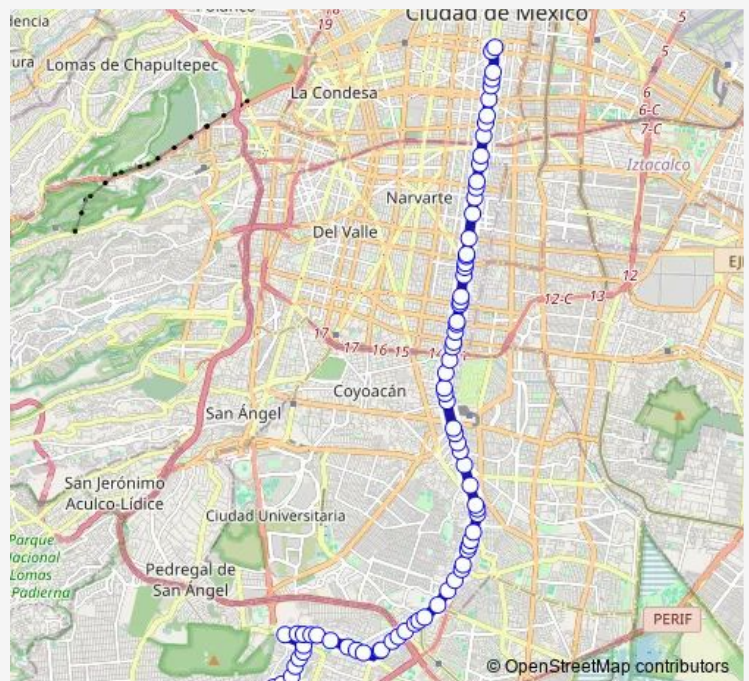 Ciudad de México
19
18
5
5
6
6-C
7-C
Lomas de Chapultepec
La Condesa
Iztacalco
Narvarte
Del Valle
EJ
12
12-C
13
17
17
16
15
14
Coyoacán
San Ángel
San Jerónimo
Aculco-Lídice
Ciudad Universitaria
Parque
Nacional
Lomas
Padierna
Pedregal de
San Ángel
PERIF
© OpenStreetMap contributors